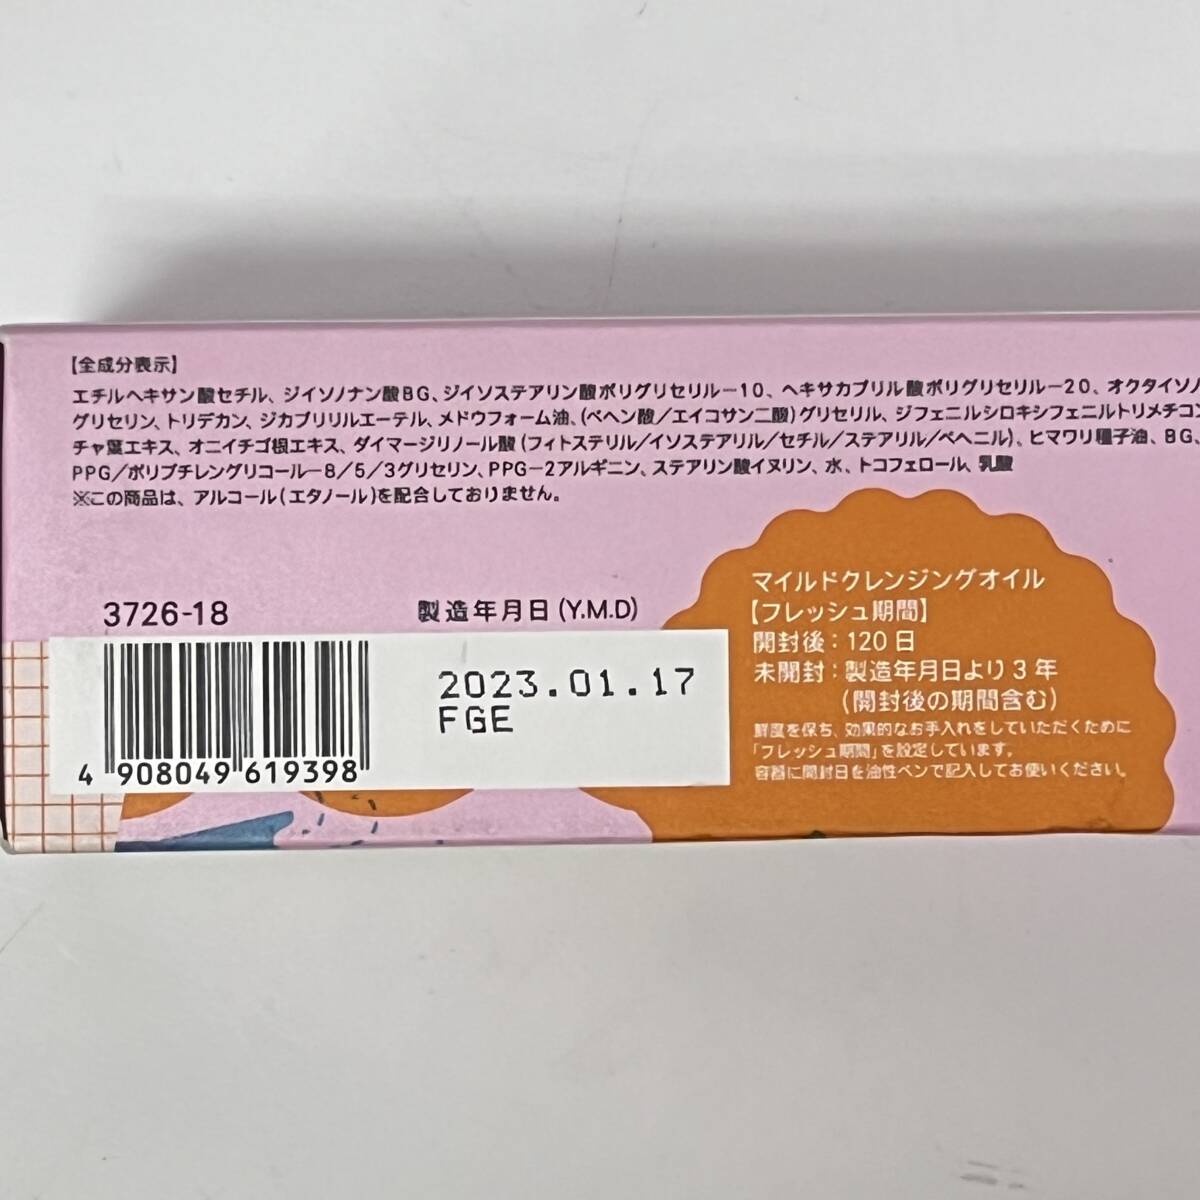 【全成分表示】
エチルヘキサン酸セチル、ジイソノナン酸BG、ジイソステアリン酸ポリグリセリル－10、ヘキサカプリル酸ポリグリセリル－20、オクタイソノ
グリセリン、トリデカン、ジカプリリルエーテル、メドウフォーム油、(ベヘン酸／エイコサン二酸)グリセリル、ジフェニルシロキシフェニルトリメチコン
チャ葉エキス、オニイチゴ根エキス、ダイマージリノール酸(フィトステリル／イソステアリル／セチル／ステアリル／ベヘニル)、ヒマワリ種子油、BG、
PPG／ポリブチレングリコール－8／5／3グリセリン、PPG－2アルギニン、ステアリン酸イヌリン、水、トコフェロール、乳酸
※この商品は、アルコール(エタノール)を配合しておりません。
3726-18
製造年月日(Y.M.D)
2023.01.17
FGE
4 908049 619398
マイルドクレンジングオイル
【フレッシュ期間】
開封後：120日
未開封：製造年月日より3年
(開封後の期間含む)
鮮度を保ち、効果的なお手入れをしていただくために
「フレッシュ期間」を設定しています。
容器に開封日を油性ペンで記入してお使いください。